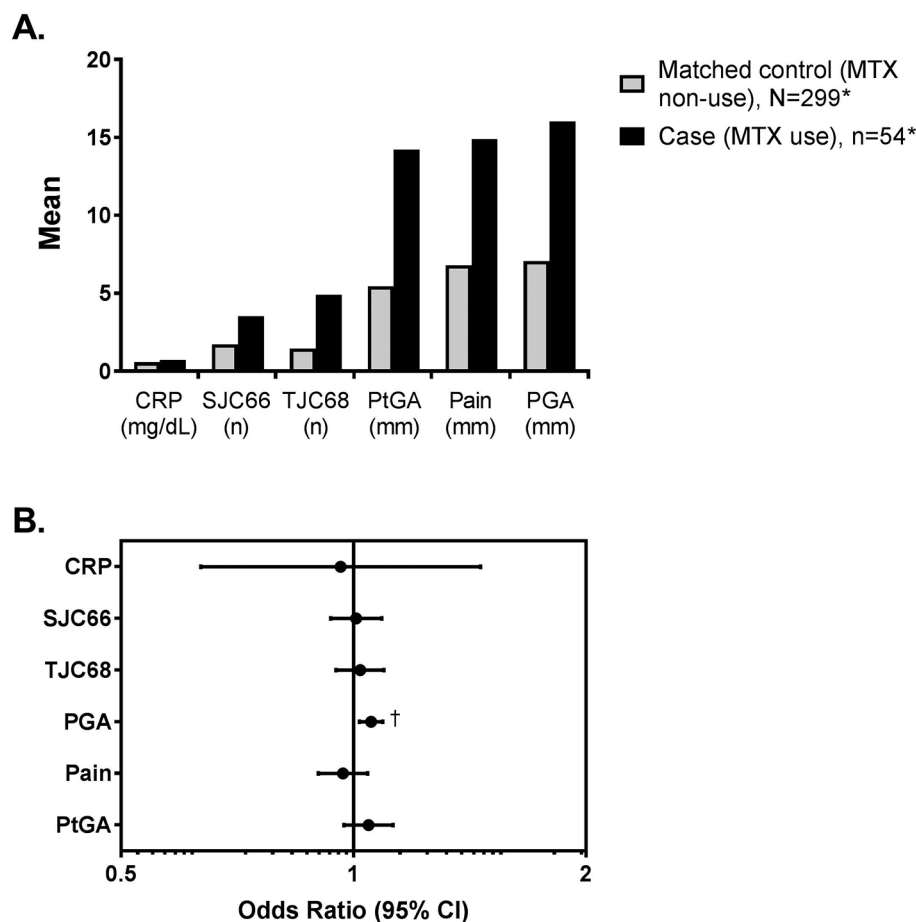 A.
20
15
10
5
0
Mean
CRP SJC66 TJC68 PtGA Pain PGA
(mg/dL) (n) (n) (mm) (mm) (mm)
Matched control (MTX
non-use), N=299*
Case (MTX use), n=54*
B.
CRP
SJC66
TJC68
PGA †
Pain
PtGA
0.5 1 2
Odds Ratio (95% CI)